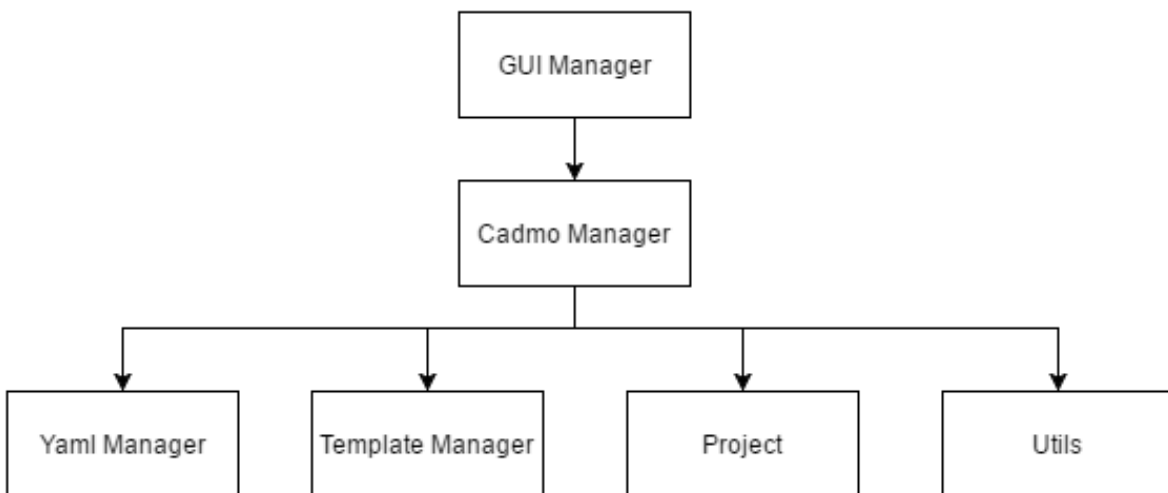 GUI Manager
Cadmo Manager
Yaml Manager
Template Manager
Project
Utils